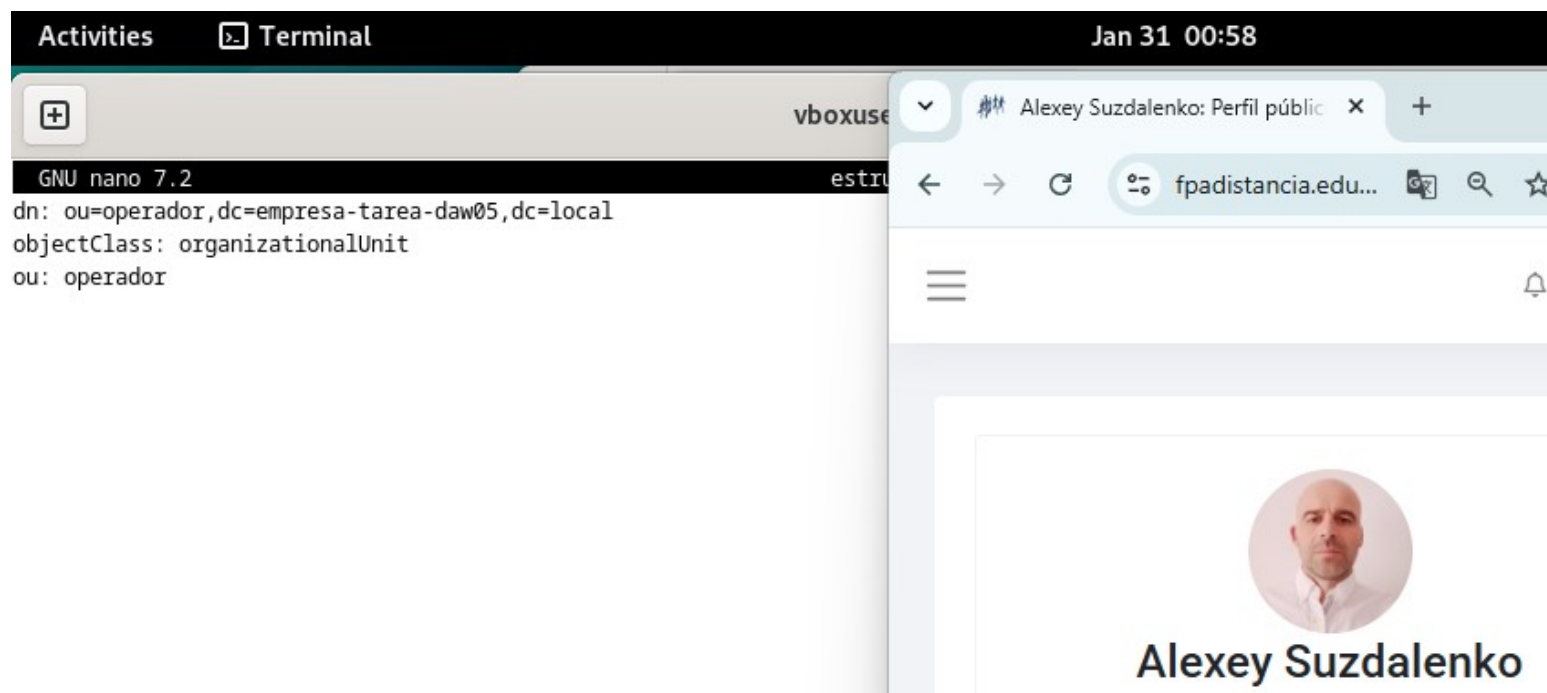 Activities Terminal Jan 31 00:58
vboxuse
GNU nano 7.2 estru
dn: ou=operador,dc=empresa-tarea-daw05,dc=local
objectClass: organizationalUnit
ou: operador
Alexey Suzdalenko: Perfil públic
fpadistancia.edu...
Alexey Suzdalenko